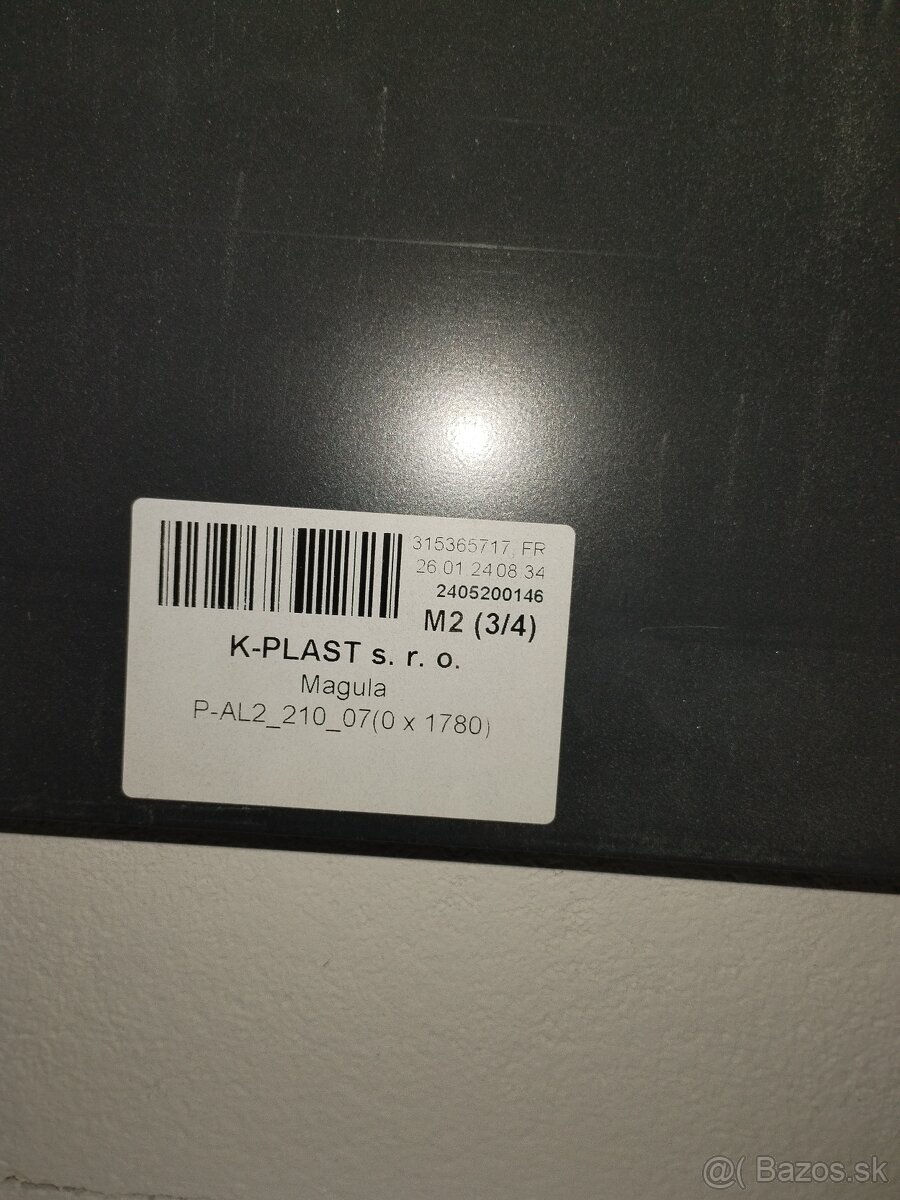 315365717, FR
26.01.24 08:34
2405200146
M2 (3/4)
K-PLAST s. r. o.
Magula
P-AL2_210_07(0 x 1780)
@( Bazos.sk